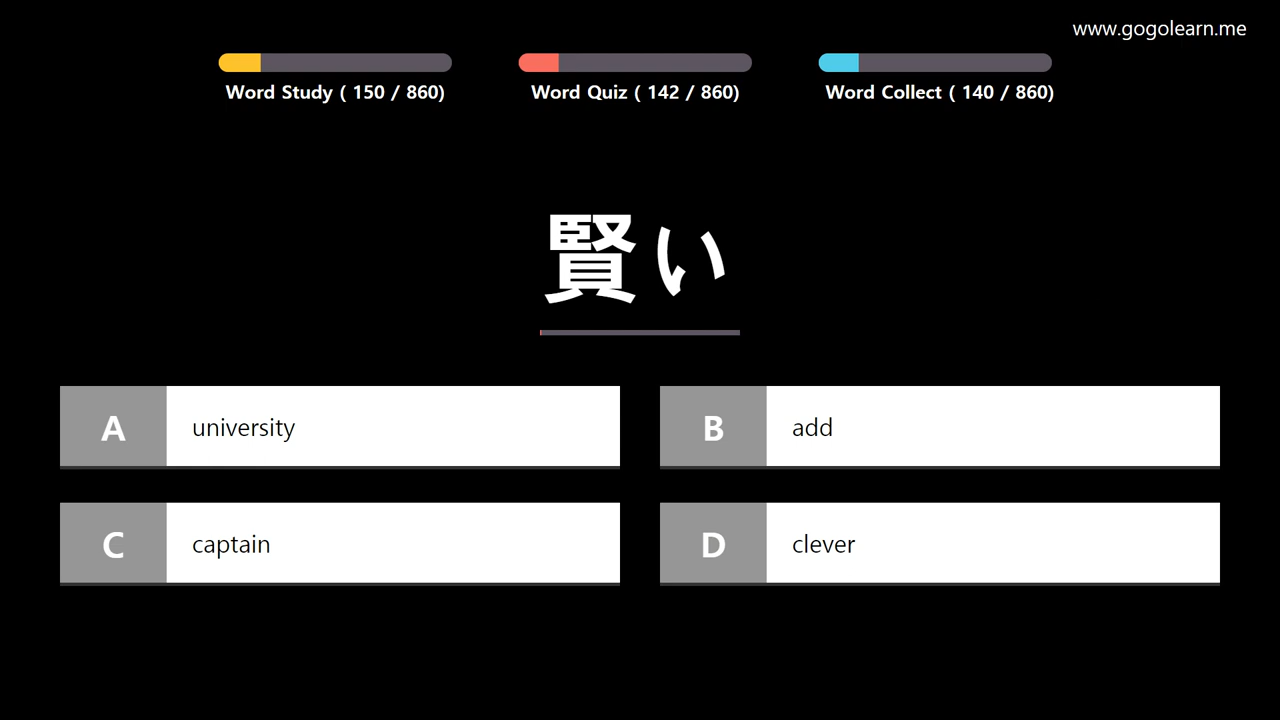 www.gogolearn.me
Word Study ( 150 / 860)
Word Quiz ( 142 / 860)
Word Collect ( 140 / 860)
賢い
A university
B add
C captain
D clever